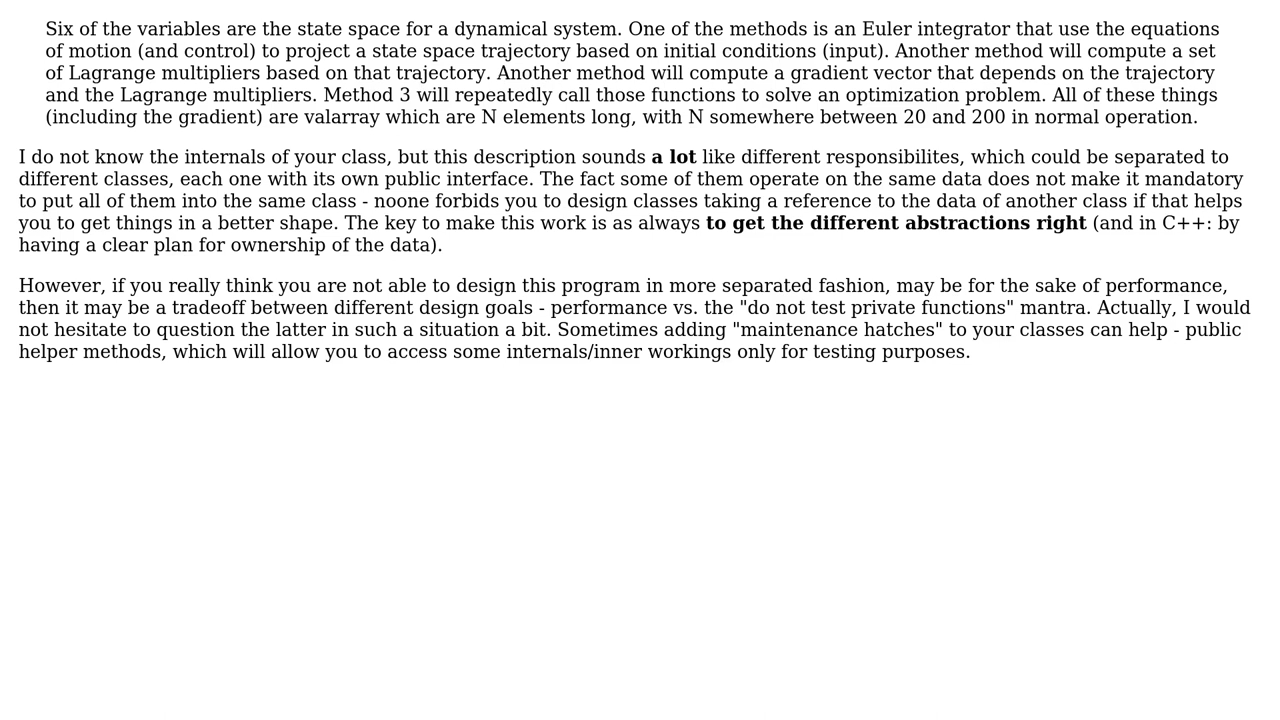 Six of the variables are the state space for a dynamical system. One of the methods is an Euler integrator that use the equations
of motion (and control) to project a state space trajectory based on initial conditions (input). Another method will compute a set
of Lagrange multipliers based on that trajectory. Another method will compute a gradient vector that depends on the trajectory
and the Lagrange multipliers. Method 3 will repeatedly call those functions to solve an optimization problem. All of these things
(including the gradient) are valarray which are N elements long, with N somewhere between 20 and 200 in normal operation.
I do not know the internals of your class, but this description sounds a lot like different responsibilites, which could be separated to
different classes, each one with its own public interface. The fact some of them operate on the same data does not make it mandatory
to put all of them into the same class - noone forbids you to design classes taking a reference to the data of another class if that helps
you to get things in a better shape. The key to make this work is as always to get the different abstractions right (and in C++: by
having a clear plan for ownership of the data).
However, if you really think you are not able to design this program in more separated fashion, may be for the sake of performance,
then it may be a tradeoff between different design goals - performance vs. the "do not test private functions" mantra. Actually, I would
not hesitate to question the latter in such a situation a bit. Sometimes adding "maintenance hatches" to your classes can help - public
helper methods, which will allow you to access some internals/inner workings only for testing purposes.